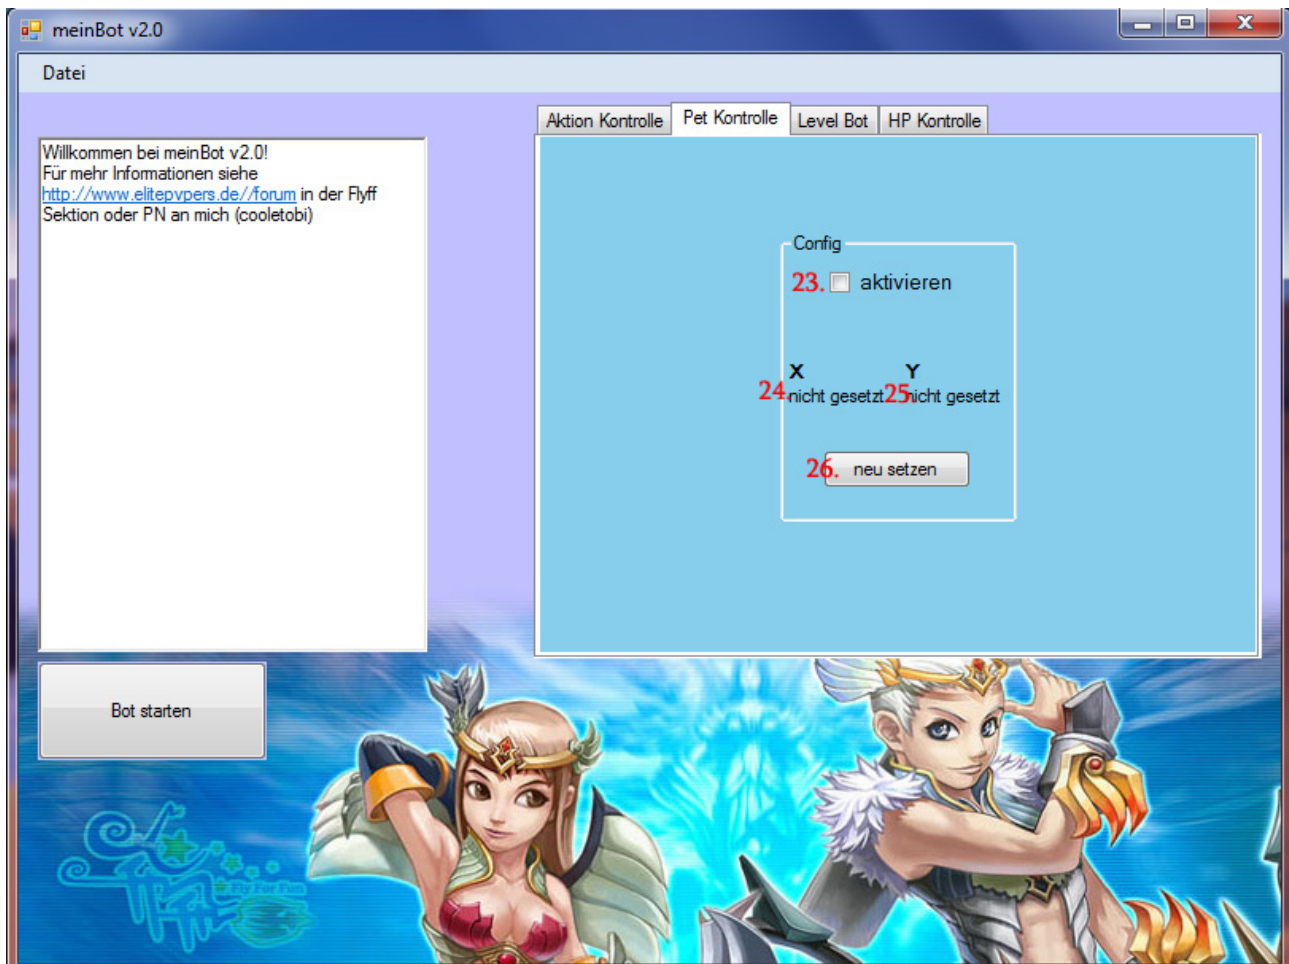 meinBot v2.0
Datei
Aktion Kontrolle Pet Kontrolle Level Bot HP Kontrolle
Willkommen bei meinBot v2.0!
Für mehr Informationen siehe
http://www.elitepvpers.de//forum in der Flyff
Sektion oder PN an mich (cooletobi)
Config
23. aktivieren
X Y
24. nicht gesetzt 25. nicht gesetzt
26. neu setzen
Bot starten
Fly For Fun